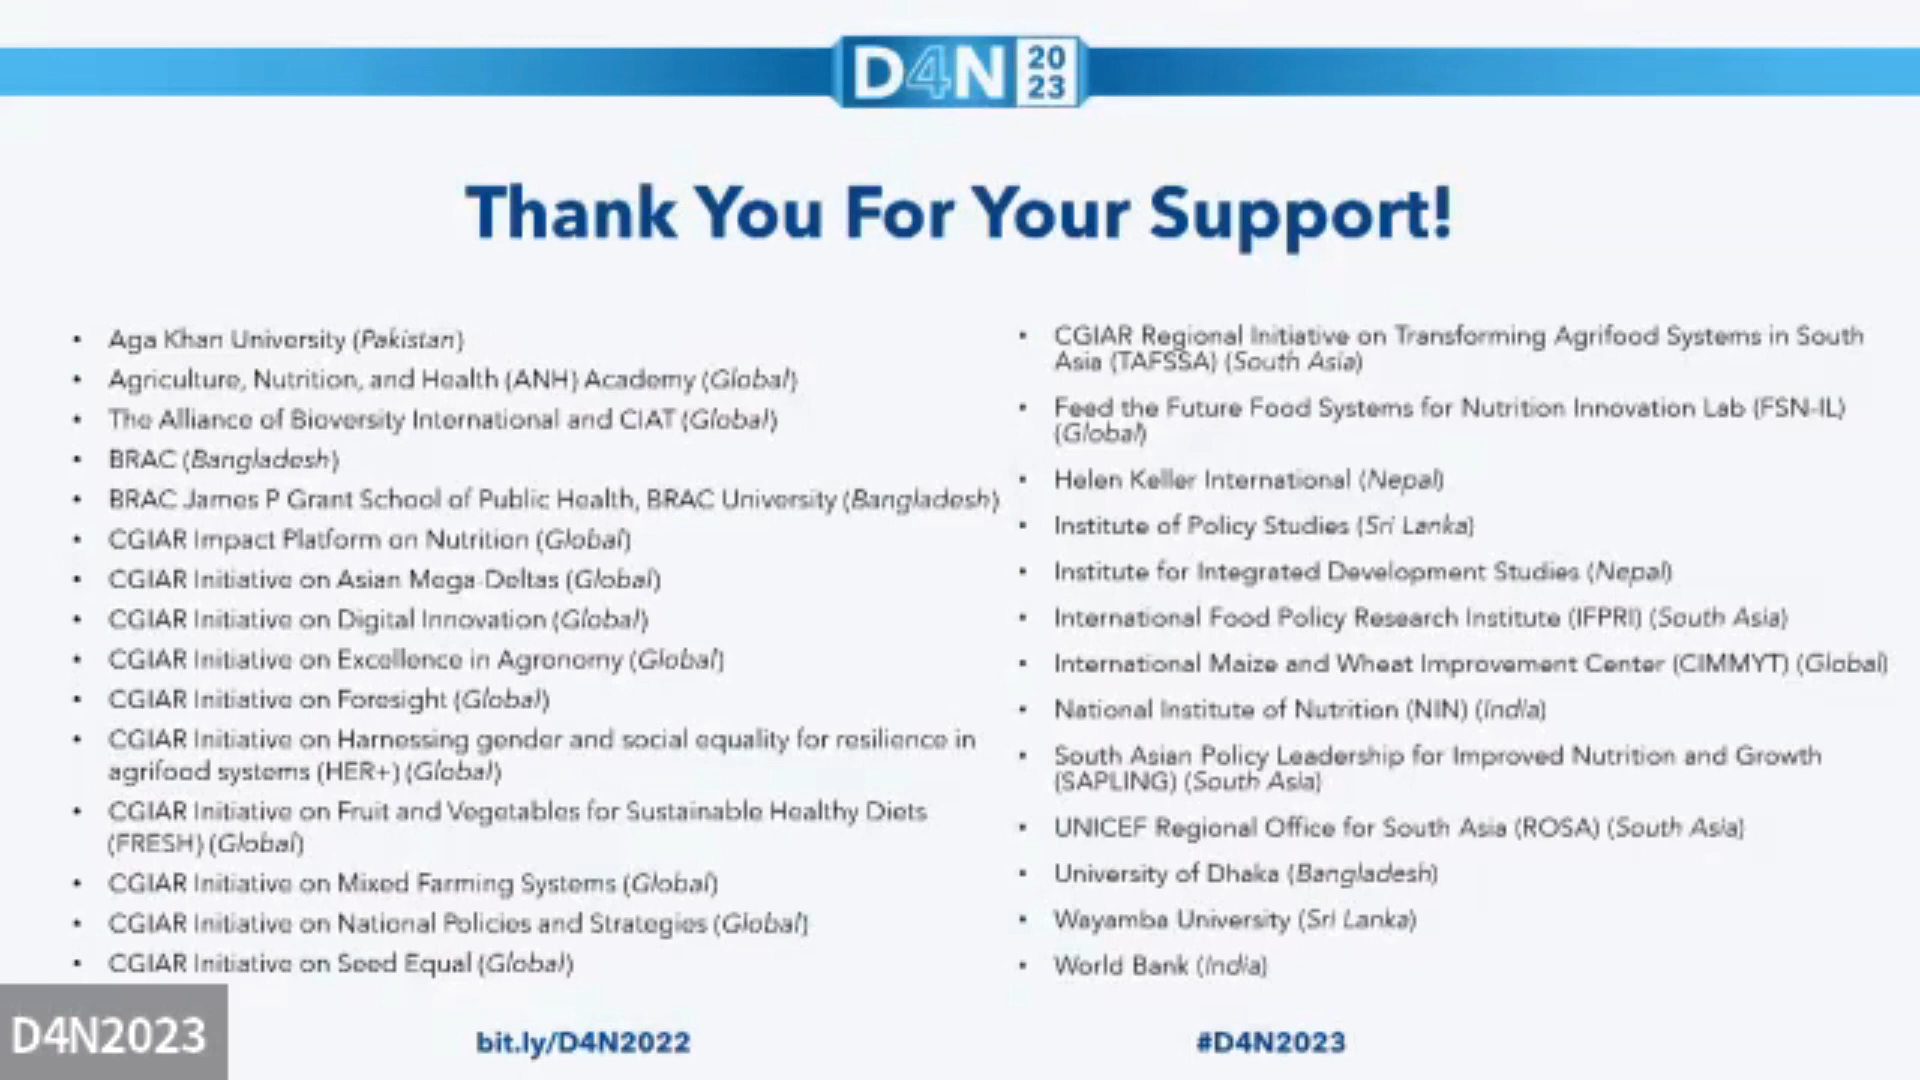 D4N 20
23
Thank You For Your Support!
• Aga Khan University (Pakistan)
• Agriculture, Nutrition, and Health (ANH) Academy (Global)
• The Alliance of Bioversity International and CIAT (Global)
• BRAC (Bangladesh)
• BRAC James P Grant School of Public Health, BRAC University (Bangladesh)
• CGIAR Impact Platform on Nutrition (Global)
• CGIAR Initiative on Asian Mega-Deltas (Global)
• CGIAR Initiative on Digital Innovation (Global)
• CGIAR Initiative on Excellence in Agronomy (Global)
• CGIAR Initiative on Foresight (Global)
• CGIAR Initiative on Harnessing gender and social equality for resilience in
agrifood systems (HER+) (Global)
• CGIAR Initiative on Fruit and Vegetables for Sustainable Healthy Diets
(FRESH) (Global)
• CGIAR Initiative on Mixed Farming Systems (Global)
• CGIAR Initiative on National Policies and Strategies (Global)
• CGIAR Initiative on Seed Equal (Global)
• CGIAR Regional Initiative on Transforming Agrifood Systems in South
Asia (TAFSSA) (South Asia)
• Feed the Future Food Systems for Nutrition Innovation Lab (FSN-IL)
(Global)
• Helen Keller International (Nepal)
• Institute of Policy Studies (Sri Lanka)
• Institute for Integrated Development Studies (Nepal)
• International Food Policy Research Institute (IFPRI) (South Asia)
• International Maize and Wheat Improvement Center (CIMMYT) (Global)
• National Institute of Nutrition (NIN) (India)
• South Asian Policy Leadership for Improved Nutrition and Growth
(SAPLING) (South Asia)
• UNICEF Regional Office for South Asia (ROSA) (South Asia)
• University of Dhaka (Bangladesh)
• Wayamba University (Sri Lanka)
• World Bank (India)
D4N2023
bit.ly/D4N2022
#D4N2023